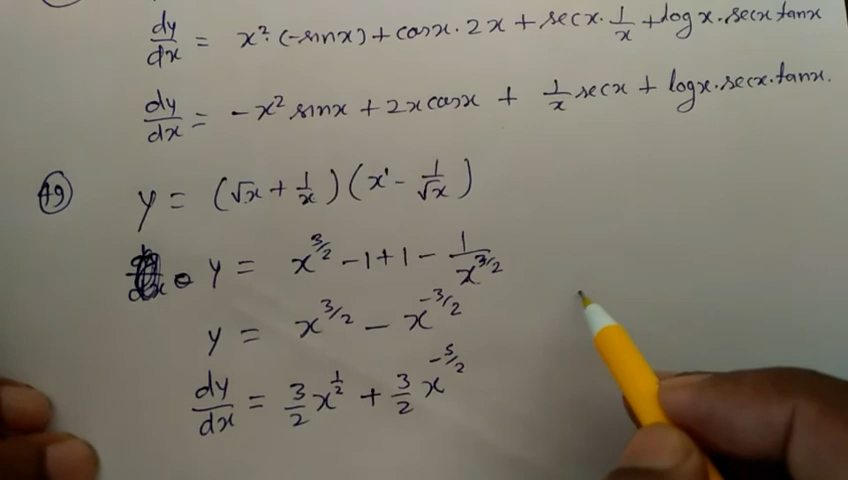 dy/dx = x². (-sinx) + cosx. 2x + secx. 1/x + logx. secx tanx
dy/dx = -x² sinx + 2x cosx + 1/x secx + logx. secx. tanx.
49 y = (√x + 1/x) (x¹ - 1/√x)
y = x^3/2 - 1 + 1 - 1/x^3/2
y = x^3/2 - x^-3/2
dy/dx = 3/2 x^1/2 + 3/2 x^-5/2